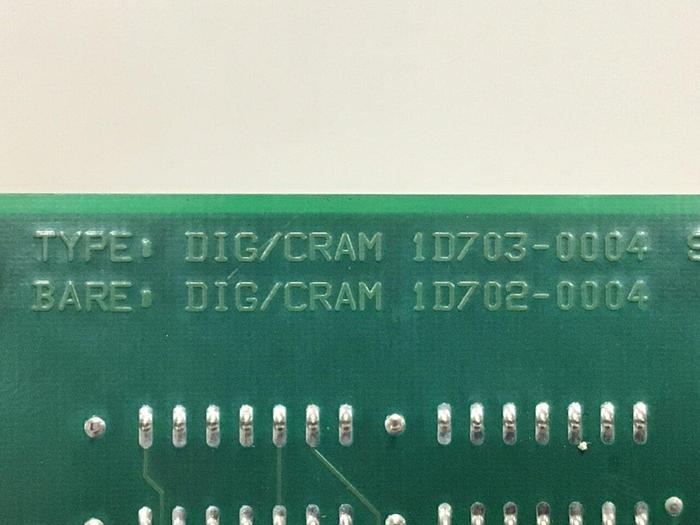 TYPE: DIG/CRAM 1D703-0004 S
BARE: DIG/CRAM 1D702-0004